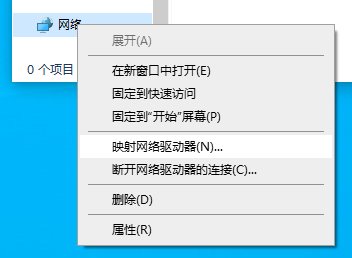 网络
展开(A)
0 个项目
在新窗口中打开(E)
固定到快速访问
固定到"开始"屏幕(P)
映射网络驱动器(N)...
断开网络驱动器的连接(C)...
删除(D)
属性(R)